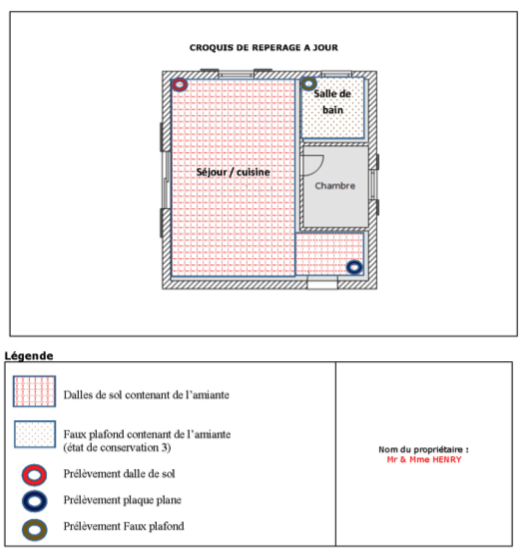 CROQUIS DE REPERAGE A JOUR
Salle de
bain
Séjour / cuisine
Chambre
Légende
Dalles de sol contenant de l'amiante
Faux plafond contenant de l'amiante
(état de conservation 3)
Prélèvement dalle de sol
Prélèvement plaque plane
Prélèvement Faux plafond
Nom du propriétaire :
Mr & Mme HENRY